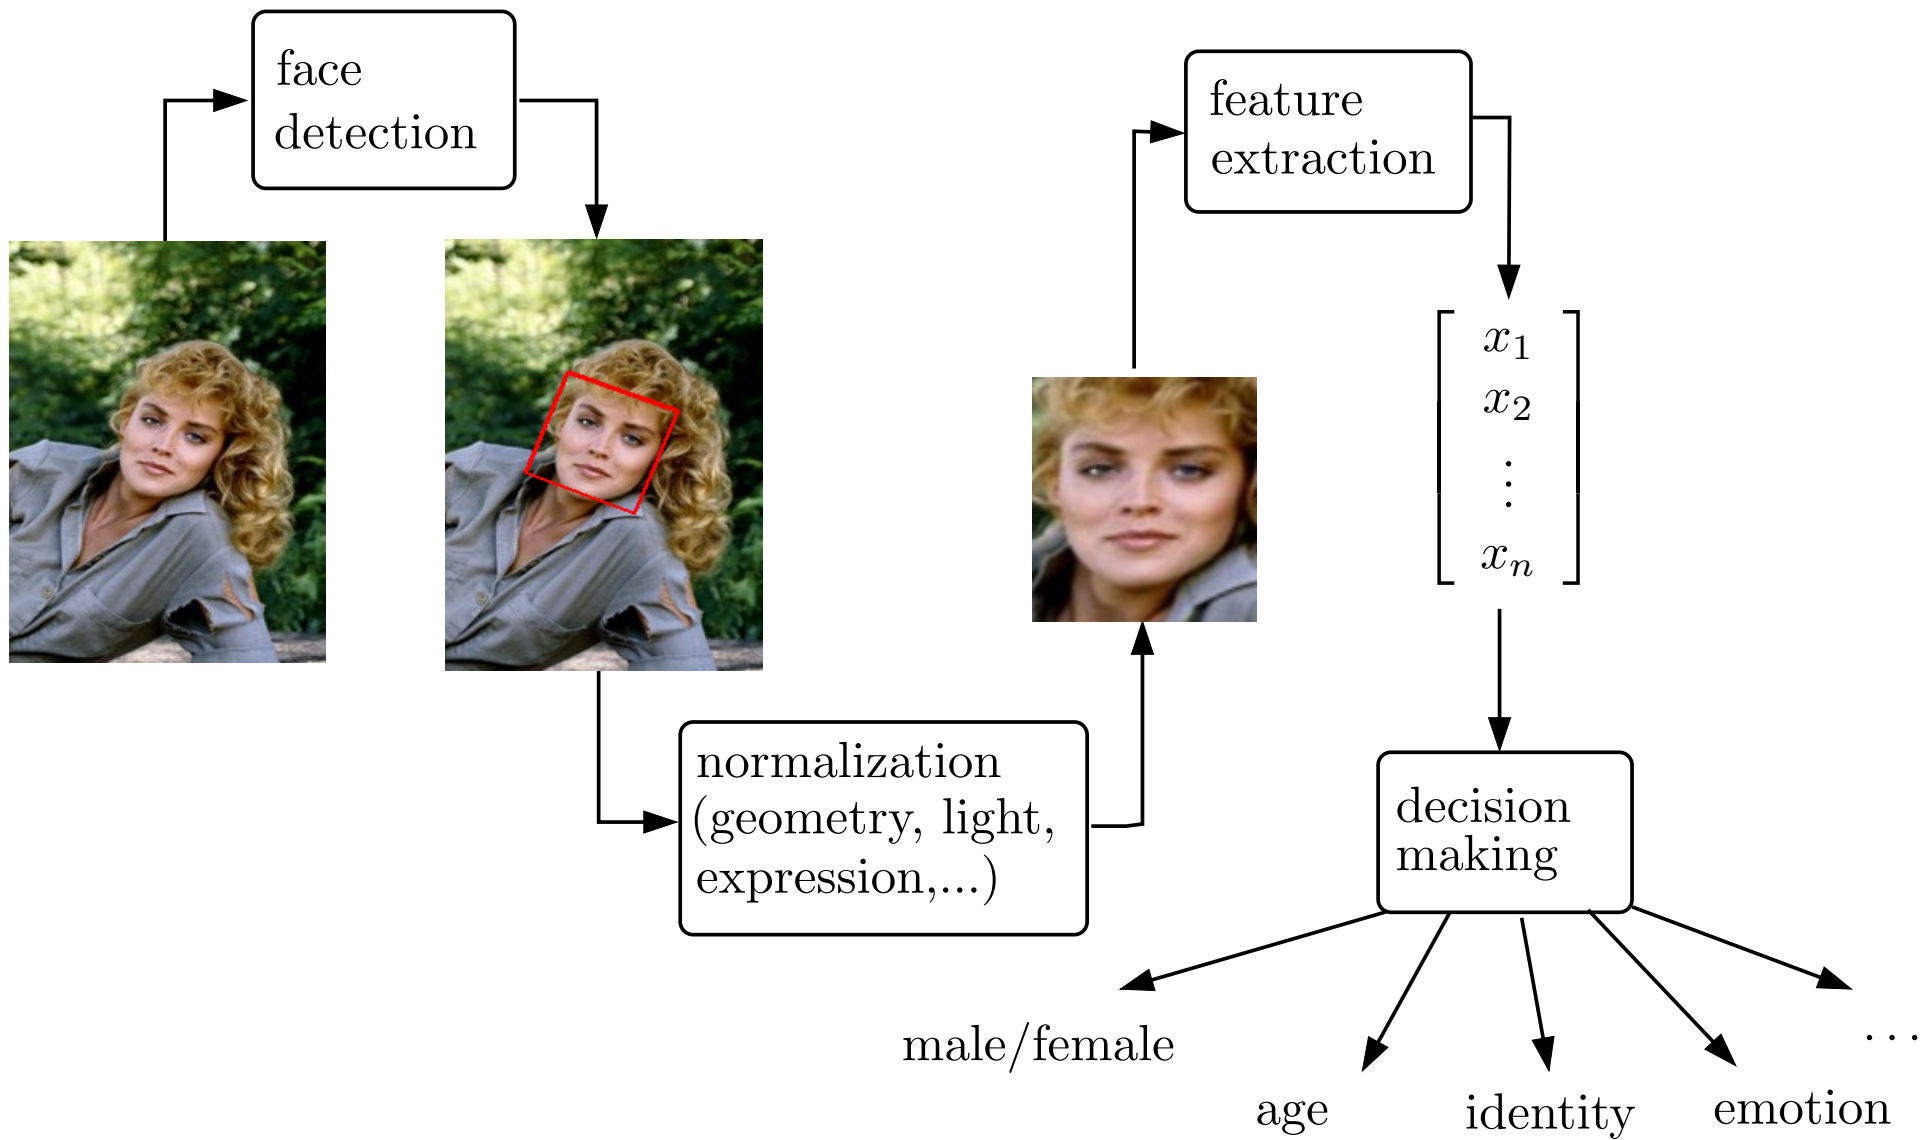 face
detection
normalization
(geometry, light,
expression,...)
feature
extraction
x₁
x₂
⋮
xₙ
decision
making
male/female
age
identity
emotion
...